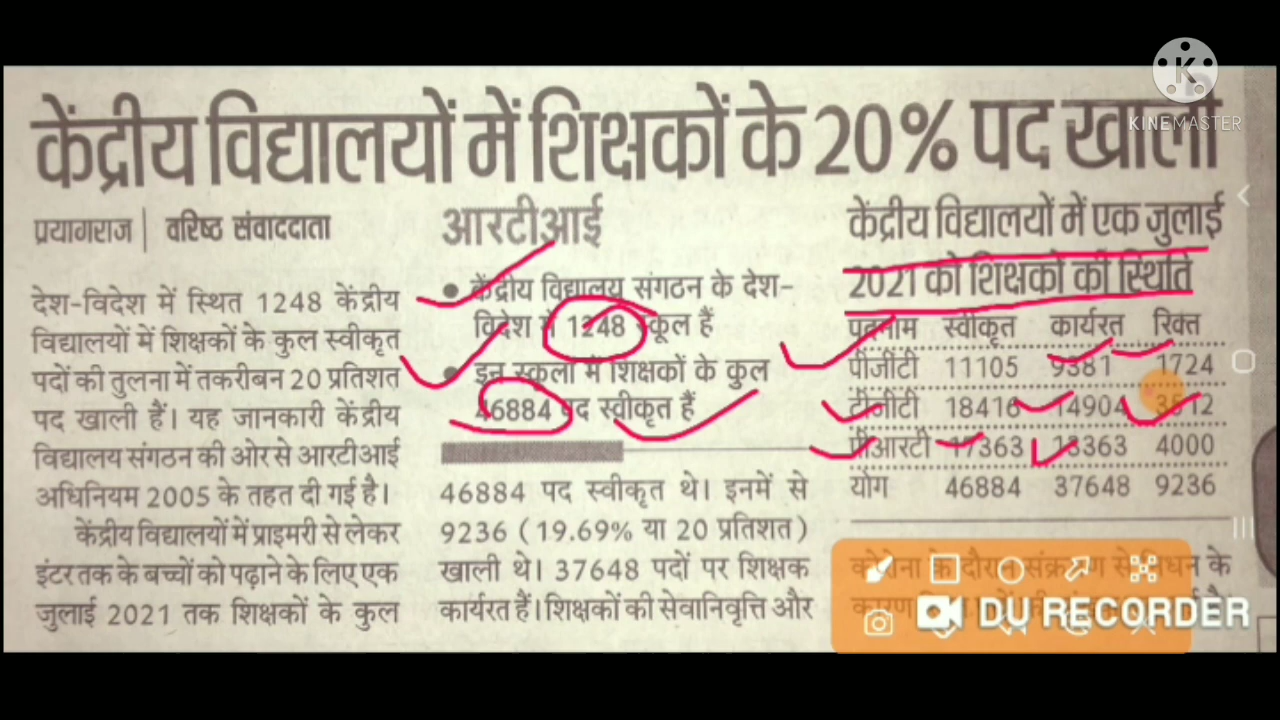 केंद्रीय विद्यालयों में शिक्षकों के 20% पद खाली
प्रयागराज | वरिष्ठ संवाददाता
देश-विदेश में स्थित 1248 केंद्रीय
विद्यालयों में शिक्षकों के कुल स्वीकृत
पदों की तुलना में तकरीबन 20 प्रतिशत
पद खाली हैं। यह जानकारी केंद्रीय
विद्यालय संगठन की ओर से आरटीआई
अधिनियम 2005 के तहत दी गई है।
केंद्रीय विद्यालयों में प्राइमरी से लेकर
इंटर तक के बच्चों को पढ़ाने के लिए एक
जुलाई 2021 तक शिक्षकों के कुल
आरटीआई
● केंद्रीय विद्यालय संगठन के देश-
विदेश में 1248 स्कूल हैं
● इन स्कूलों में शिक्षकों के कुल
46884 पद स्वीकृत हैं
46884 पद स्वीकृत थे। इनमें से
9236 (19.69% या 20 प्रतिशत)
खाली थे। 37648 पदों पर शिक्षक
कार्यरत हैं। शिक्षकों की सेवानिवृत्ति और
केंद्रीय विद्यालयों में एक जुलाई
2021 को शिक्षकों की स्थिति
पदनाम स्वीकृत कार्यरत रिक्त
पीजीटी 11105 9381 1724
टीजीटी 18416 14904 3512
पीआरटी 17363 13363 4000
योग 46884 37648 9236
कोरोना के दौरान संक्रमण से निधन के
कारण
KINEMASTER
DU RECORDER